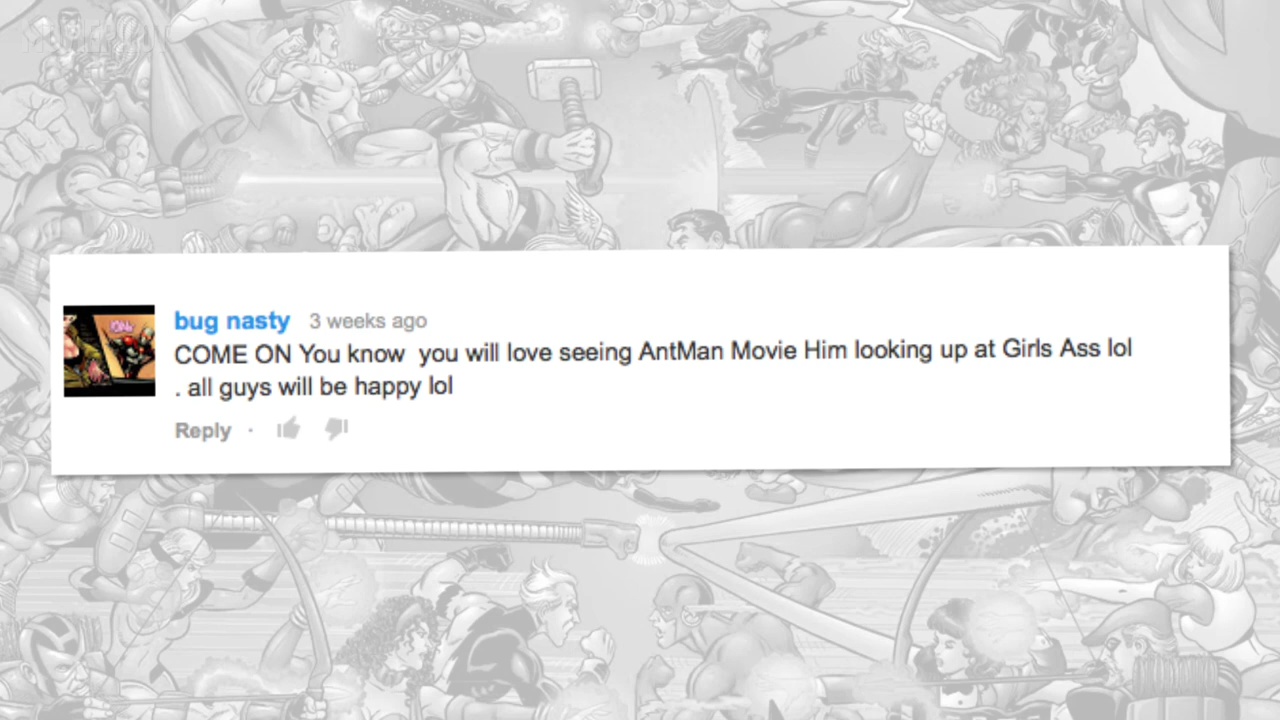 bug nasty 3 weeks ago
COME ON You know  you will love seeing AntMan Movie Him looking up at Girls Ass lol
. all guys will be happy lol
Reply ·